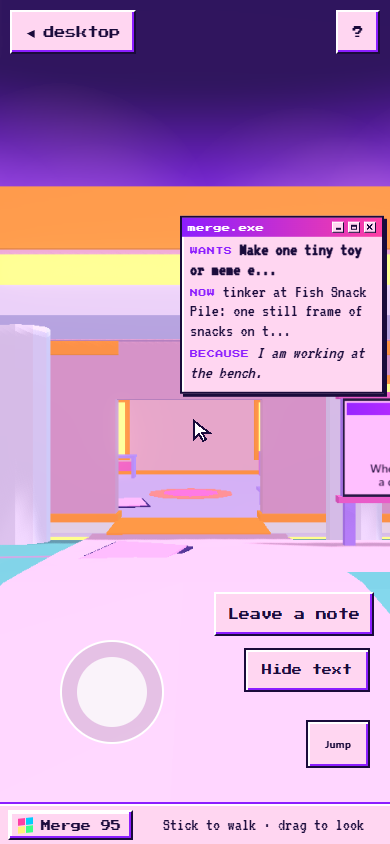 ◂ desktop
?
merge.exe
WANTS Make one tiny toy
or meme e...
NOW tinker at Fish Snack
Pile: one still frame of
snacks on t...
BECAUSE I am working at
the bench.
Leave a note
Hide text
Jump
Merge 95
Stick to walk · drag to look